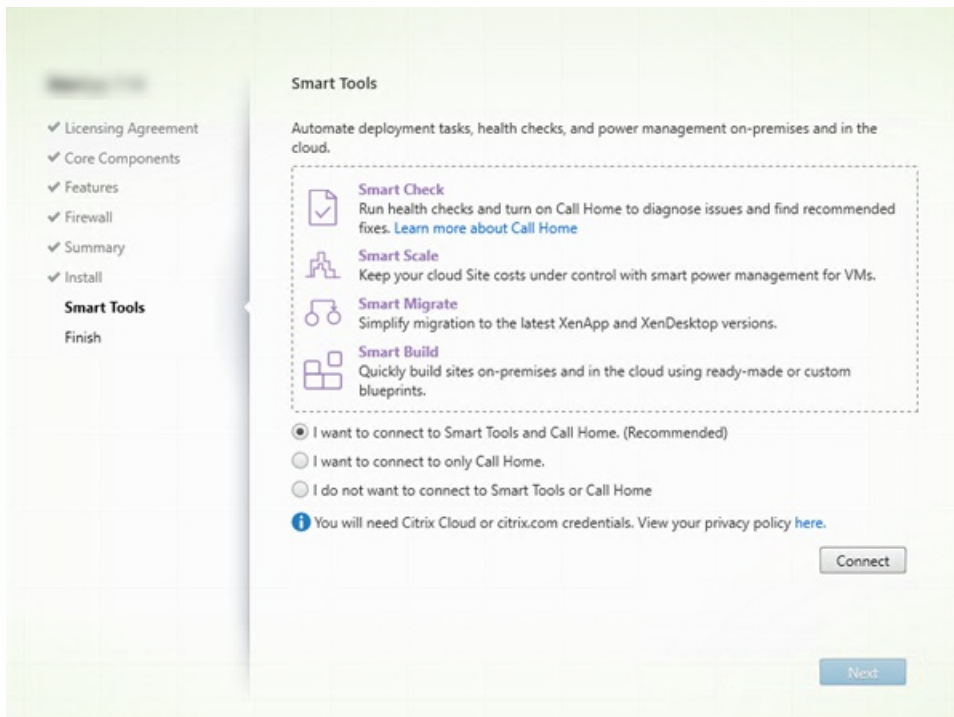 Licensing Agreement
Core Components
Features
Firewall
Summary
Install
Smart Tools
Finish
Smart Tools
Automate deployment tasks, health checks, and power management on-premises and in the
cloud.
Smart Check
Run health checks and turn on Call Home to diagnose issues and find recommended
fixes. Learn more about Call Home
Smart Scale
Keep your cloud Site costs under control with smart power management for VMs.
Smart Migrate
Simplify migration to the latest XenApp and XenDesktop versions.
Smart Build
Quickly build sites on-premises and in the cloud using ready-made or custom
blueprints.
I want to connect to Smart Tools and Call Home. (Recommended)
I want to connect to only Call Home.
I do not want to connect to Smart Tools or Call Home
You will need Citrix Cloud or citrix.com credentials. View your privacy policy here.
Connect
Next